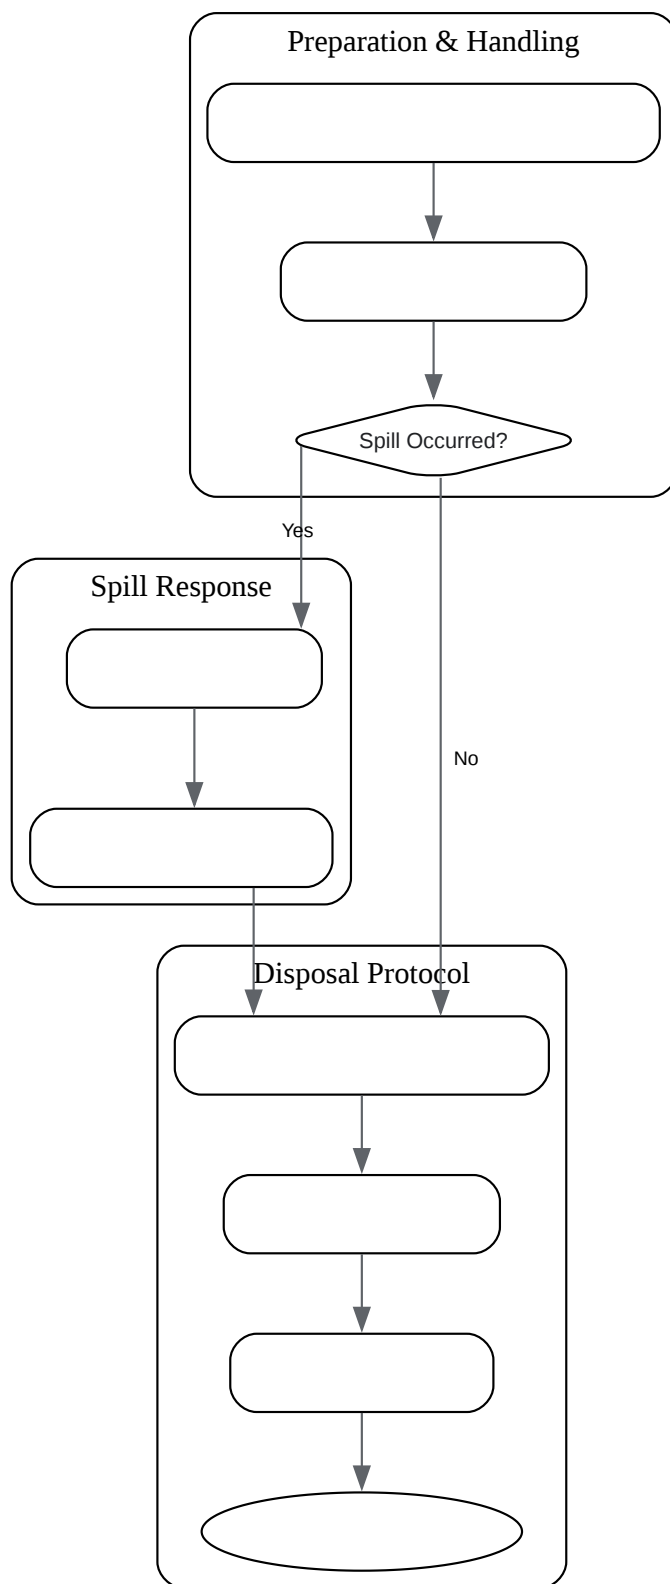 Preparation & Handling
Spill Occurred?
Yes
Spill Response
No
Disposal Protocol